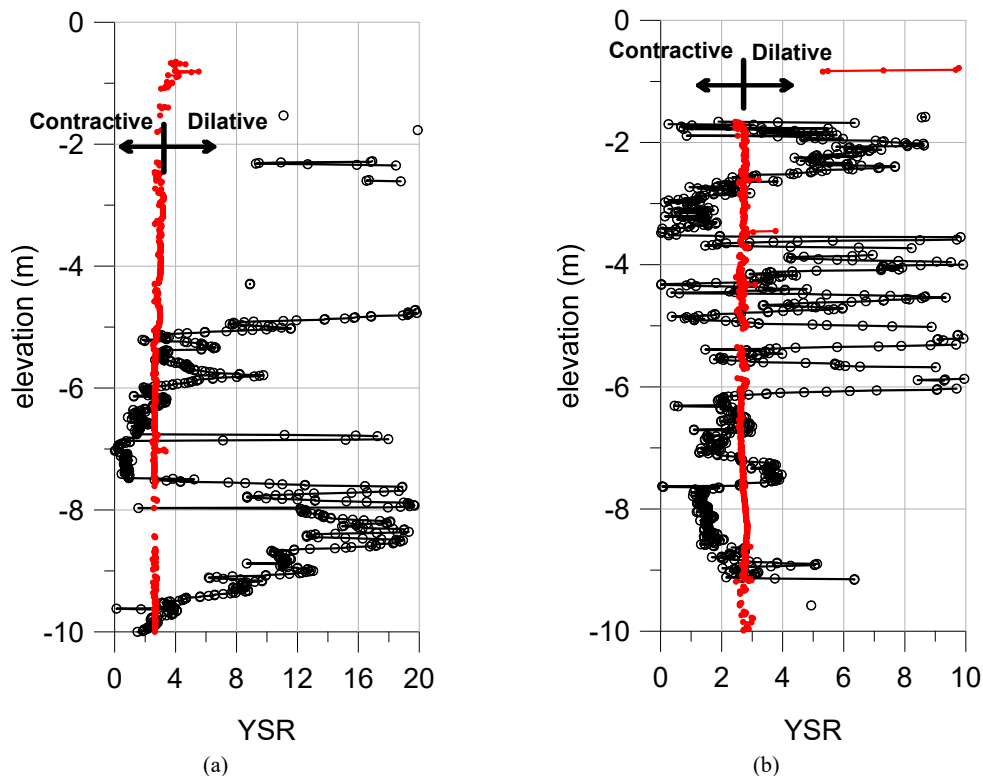 0
-2
-4
-6
-8
-10
elevation (m)
Contractive
Dilative
0 4 8 12 16 20
YSR
(a)
0
-2
-4
-6
-8
-10
elevation (m)
Contractive
Dilative
0 2 4 6 8 10
YSR
(b)